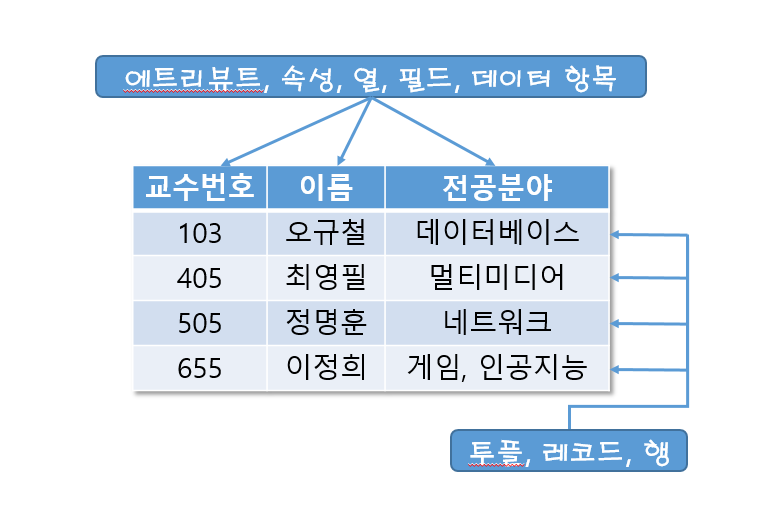 에트리뷰트, 속성, 열, 필드, 데이터 항목
교수번호 이름 전공분야
103 오규철 데이터베이스
405 최영필 멀티미디어
505 정명훈 네트워크
655 이정희 게임, 인공지능
투플, 레코드, 행